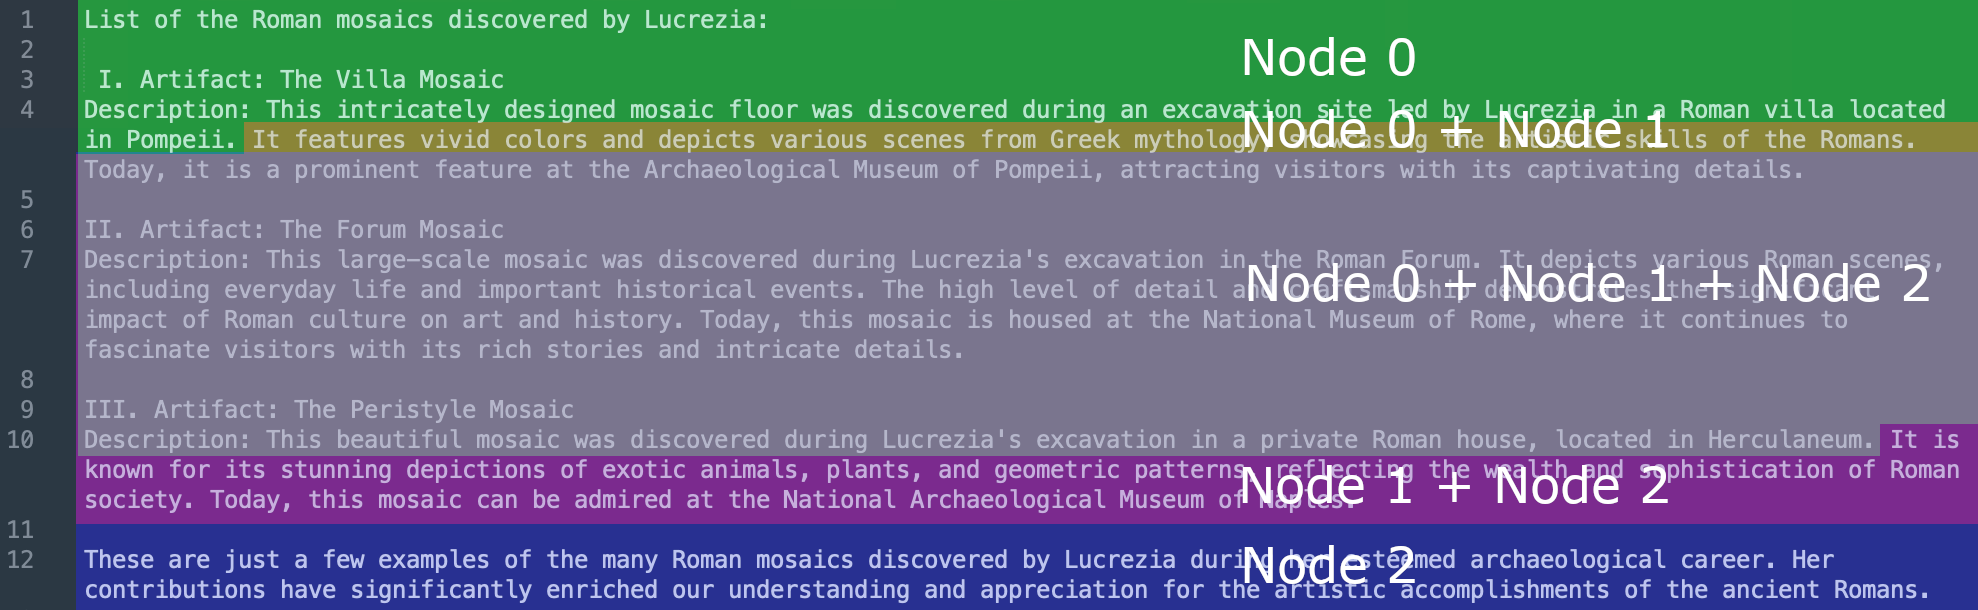 1 List of the Roman mosaics discovered by Lucrezia:
2
Node 0
3 I. Artifact: The Villa Mosaic
4 Description: This intricately designed mosaic floor was discovered during an excavation site led by Lucrezia in a Roman villa located
Node 0 + Node 1
in Pompeii. It features vivid colors and depicts various scenes from Greek mythology, showcasing the artistic skills of the Romans.
Today, it is a prominent feature at the Archaeological Museum of Pompeii, attracting visitors with its captivating details.
5
6 II. Artifact: The Forum Mosaic
7 Description: This large-scale mosaic was discovered during Lucrezia's excavation in the Roman Forum. It depicts various Roman scenes,
Node 0 + Node 1 + Node 2
including everyday life and important historical events. The high level of detail and craftsmanship demonstrates the significant
impact of Roman culture on art and history. Today, this mosaic is housed at the National Museum of Rome, where it continues to
fascinate visitors with its rich stories and intricate details.
8
9 III. Artifact: The Peristyle Mosaic
10 Description: This beautiful mosaic was discovered during Lucrezia's excavation in a private Roman house, located in Herculaneum. It is
known for its stunning depictions of exotic animals, plants, and geometric patterns, reflecting the wealth and sophistication of Roman
Node 1 + Node 2
society. Today, this mosaic can be admired at the National Archaeological Museum of Naples.
11
12 These are just a few examples of the many Roman mosaics discovered by Lucrezia during her esteemed archaeological career. Her
Node 2
contributions have significantly enriched our understanding and appreciation for the artistic accomplishments of the ancient Romans.